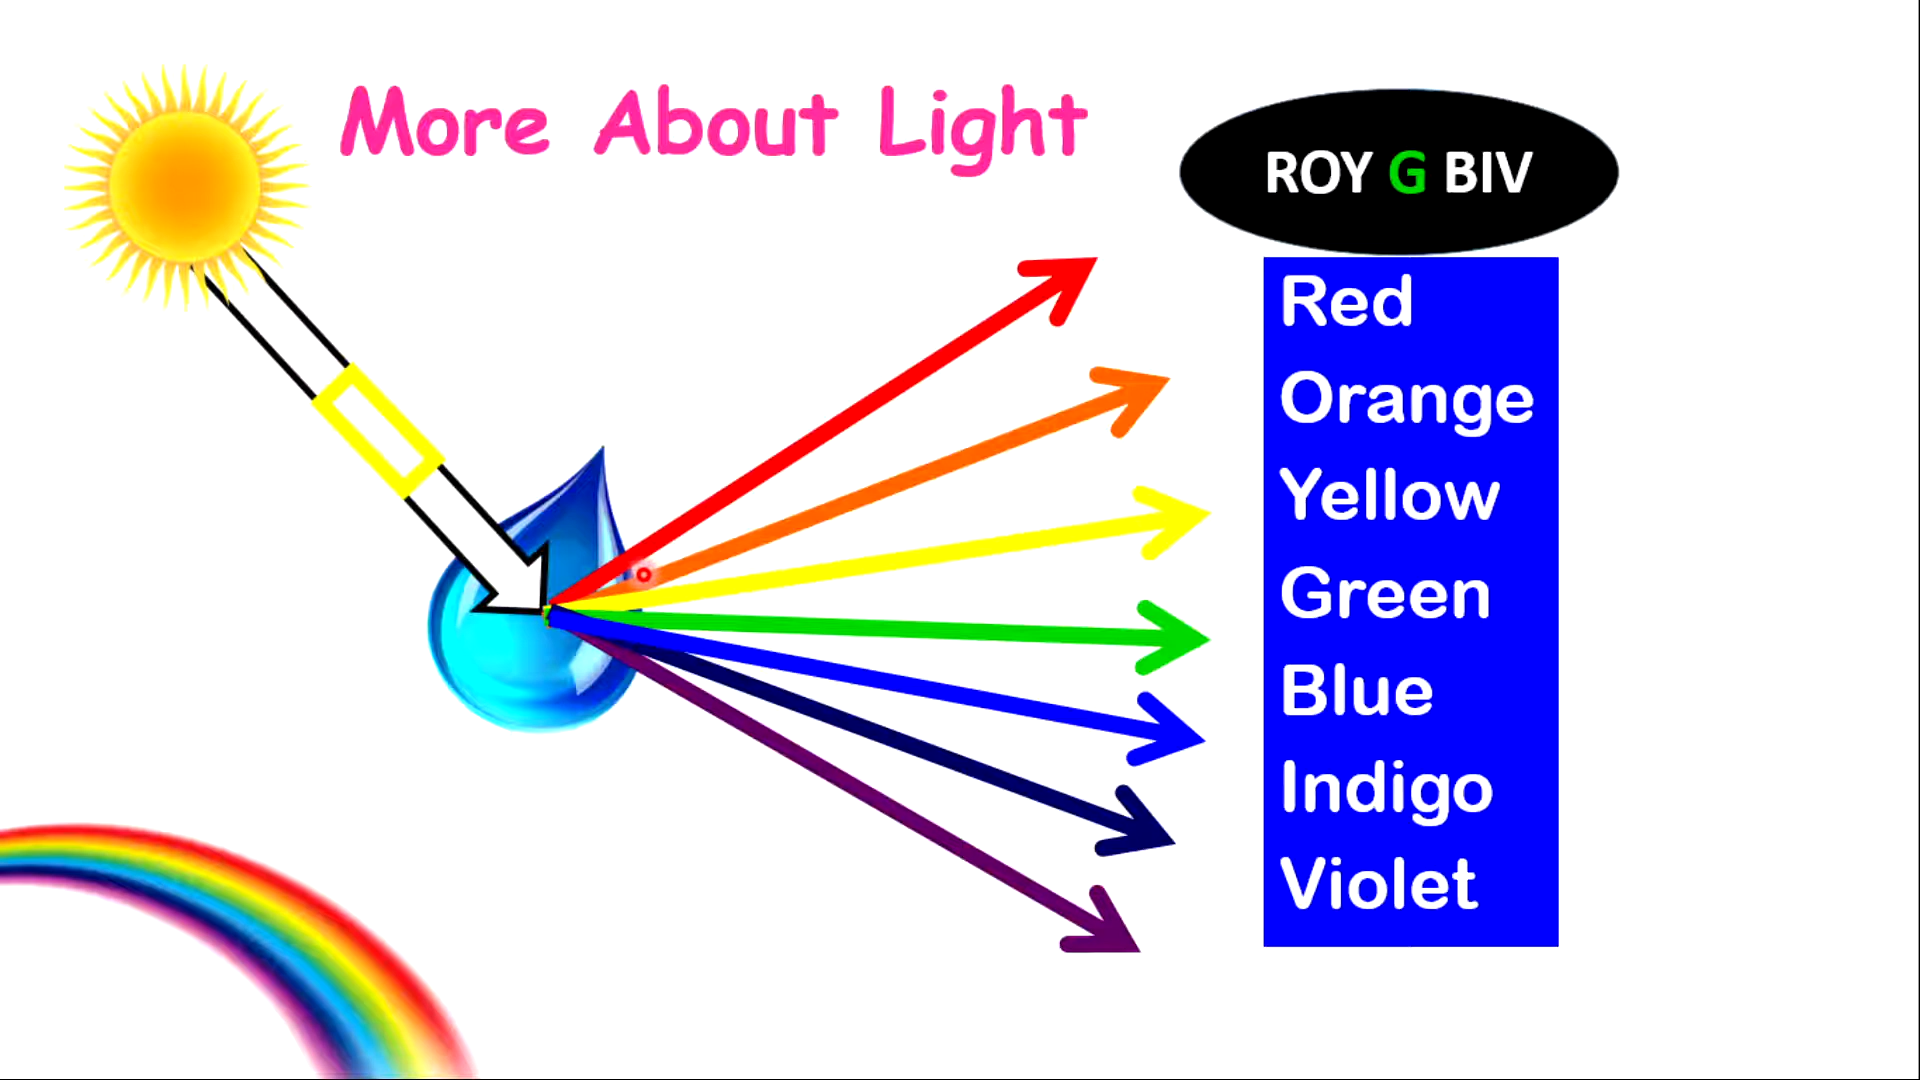 More About Light
ROY G BIV
Red
Orange
Yellow
Green
Blue
Indigo
Violet